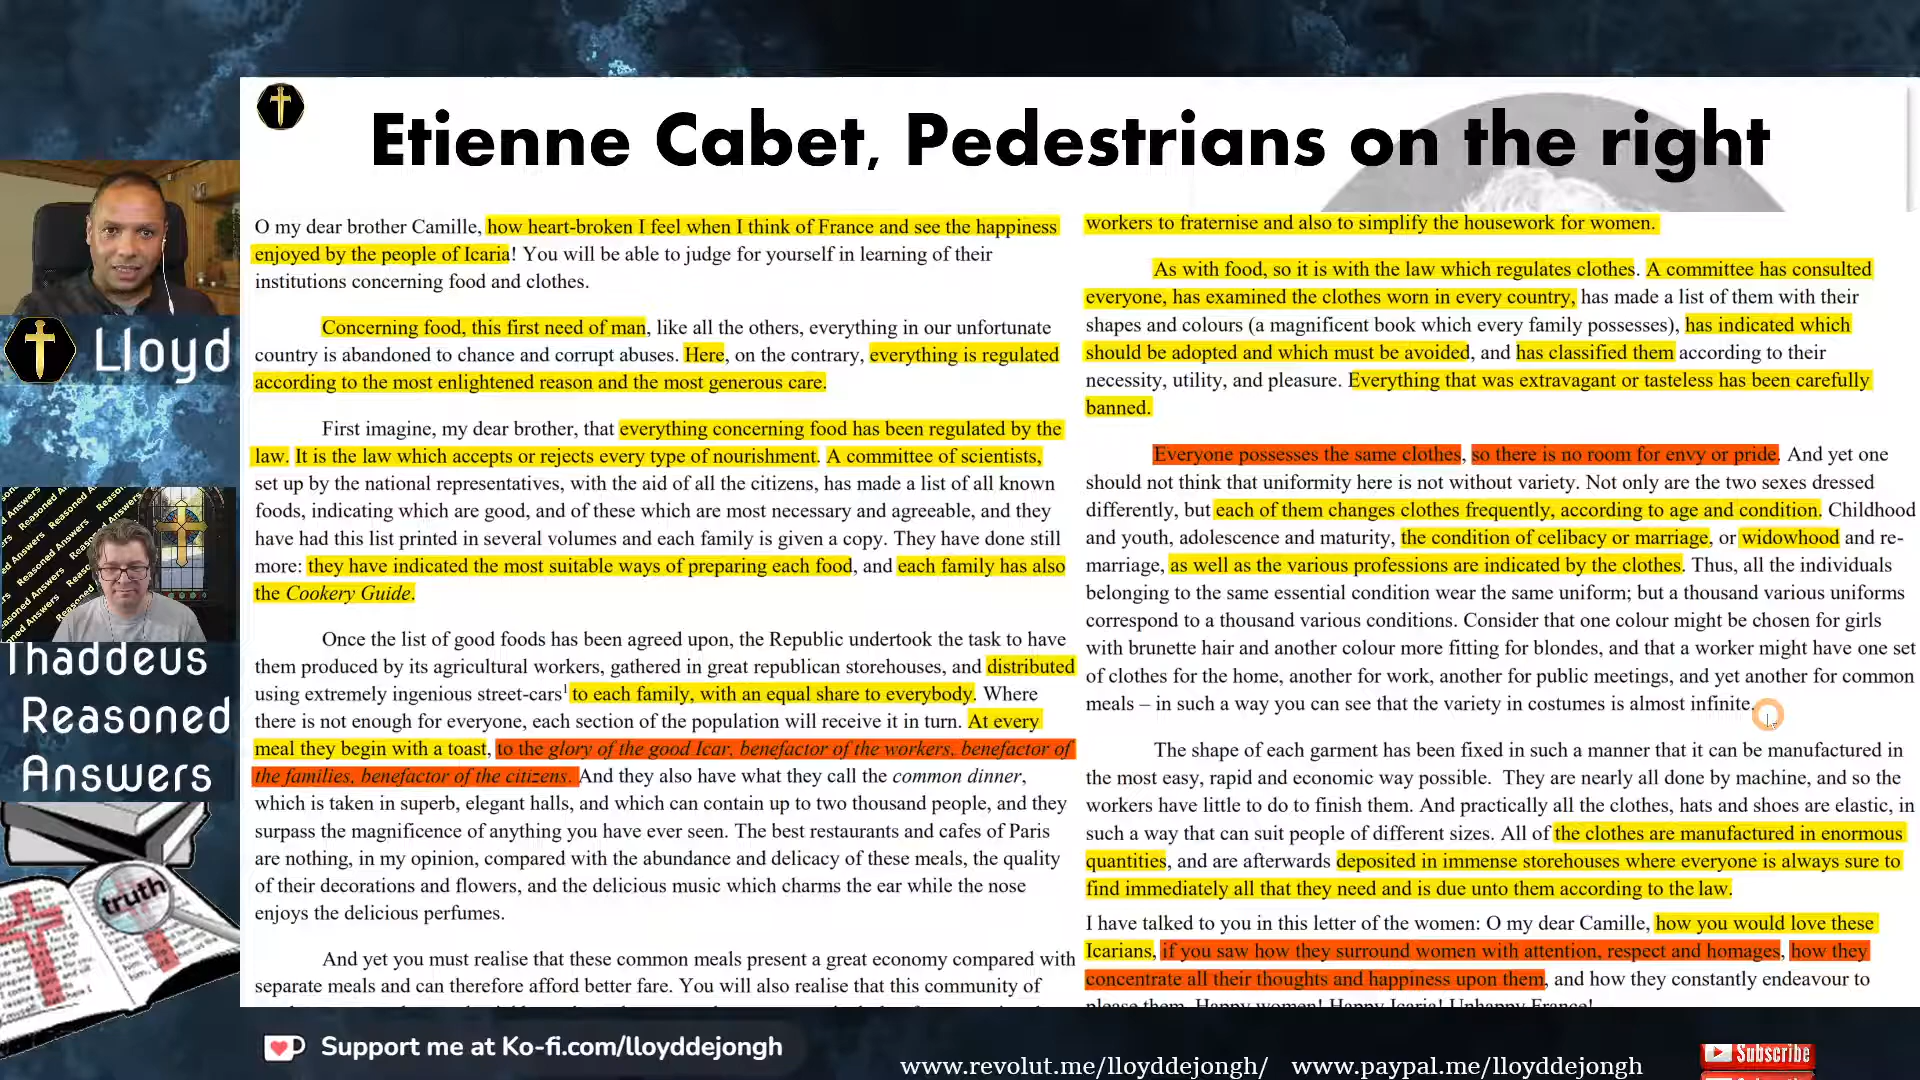 Etienne Cabet, Pedestrians on the right
O my dear brother Camille, how heart-broken I feel when I think of France and see the happiness
enjoyed by the people of Icaria! You will be able to judge for yourself in learning of their
institutions concerning food and clothes.
Concerning food, this first need of man, like all the others, everything in our unfortunate
country is abandoned to chance and corrupt abuses. Here, on the contrary, everything is regulated
according to the most enlightened reason and the most generous care.
First imagine, my dear brother, that everything concerning food has been regulated by the
law. It is the law which accepts or rejects every type of nourishment. A committee of scientists,
set up by the national representatives, with the aid of all the citizens, has made a list of all known
foods, indicating which are good, and of these which are most necessary and agreeable, and they
have had this list printed in several volumes and each family is given a copy. They have done still
more: they have indicated the most suitable ways of preparing each food, and each family has also
the Cookery Guide.
Once the list of good foods has been agreed upon, the Republic undertook the task to have
them produced by its agricultural workers, gathered in great republican storehouses, and distributed
using extremely ingenious street-cars¹ to each family, with an equal share to everybody. Where
there is not enough for everyone, each section of the population will receive it in turn. At every
meal they begin with a toast, to the glory of the good Icar, benefactor of the workers, benefactor of
the families, benefactor of the citizens. And they also have what they call the common dinner,
which is taken in superb, elegant halls, and which can contain up to two thousand people, and they
surpass the magnificence of anything you have ever seen. The best restaurants and cafes of Paris
are nothing, in my opinion, compared with the abundance and delicacy of these meals, the quality
of their decorations and flowers, and the delicious music which charms the ear while the nose
enjoys the delicious perfumes.
And yet you must realise that these common meals present a great economy compared with
separate meals and can therefore afford better fare. You will also realise that this community of
workers to fraternise and also to simplify the housework for women.
As with food, so it is with the law which regulates clothes. A committee has consulted
everyone, has examined the clothes worn in every country, has made a list of them with their
shapes and colours (a magnificent book which every family possesses), has indicated which
should be adopted and which must be avoided, and has classified them according to their
necessity, utility, and pleasure. Everything that was extravagant or tasteless has been carefully
banned.
Everyone possesses the same clothes, so there is no room for envy or pride. And yet one
should not think that uniformity here is not without variety. Not only are the two sexes dressed
differently, but each of them changes clothes frequently, according to age and condition. Childhood
and youth, adolescence and maturity, the condition of celibacy or marriage, or widowhood and re-
marriage, as well as the various professions are indicated by the clothes. Thus, all the individuals
belonging to the same essential condition wear the same uniform; but a thousand various uniforms
correspond to a thousand various conditions. Consider that one colour might be chosen for girls
with brunette hair and another colour more fitting for blondes, and that a worker might have one set
of clothes for the home, another for work, another for public meetings, and yet another for common
meals – in such a way you can see that the variety in costumes is almost infinite.
The shape of each garment has been fixed in such a manner that it can be manufactured in
the most easy, rapid and economic way possible. They are nearly all done by machine, and so the
workers have little to do to finish them. And practically all the clothes, hats and shoes are elastic, in
such a way that can suit people of different sizes. All of the clothes are manufactured in enormous
quantities, and are afterwards deposited in immense storehouses where everyone is always sure to
find immediately all that they need and is due unto them according to the law.
I have talked to you in this letter of the women: O my dear Camille, how you would love these
Icarians, if you saw how they surround women with attention, respect and homages, how they
concentrate all their thoughts and happiness upon them, and how they constantly endeavour to
please them. Happy women! Happy Icaria! Unhappy France!
Lloyd
Reasoned Answers
Thaddeus
Reasoned
Answers
truth
Support me at Ko-fi.com/lloyddejongh
www.revolut.me/lloyddejongh/ www.paypal.me/lloyddejongh
Subscribe